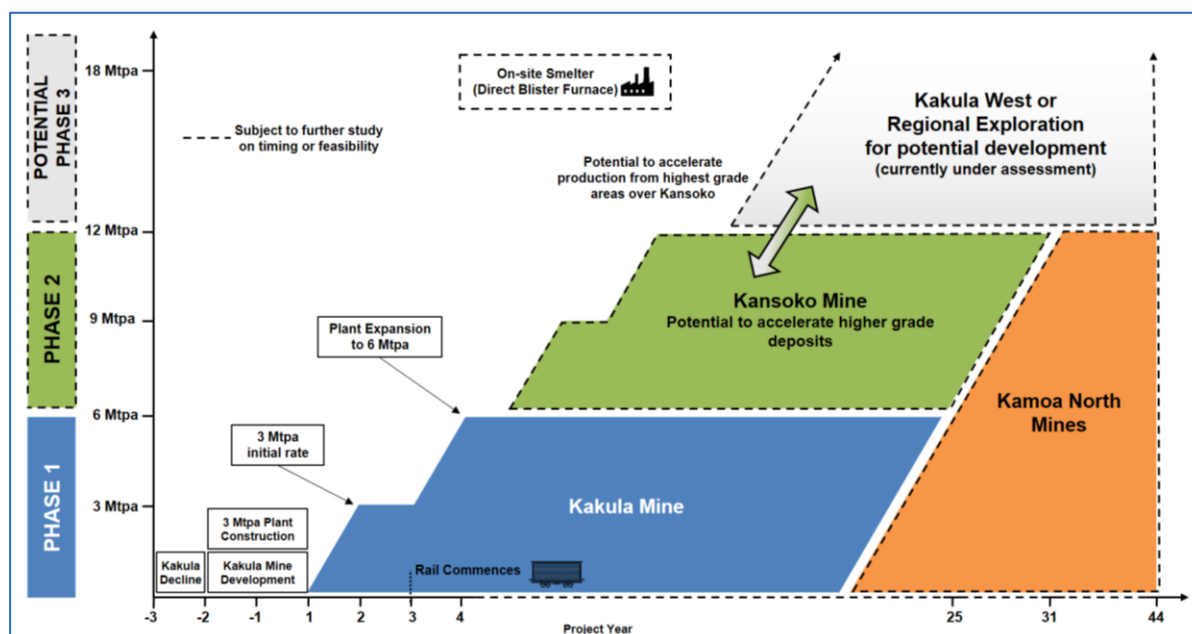 POTENTIAL
PHASE 3
PHASE 2
PHASE 1
18 Mtpa
12 Mtpa
9 Mtpa
6 Mtpa
3 Mtpa
Subject to further study
on timing or feasibility
On-site Smelter
(Direct Blister Furnace)
Potential to accelerate
production from highest grade
areas over Kansoko
Kakula West or
Regional Exploration
for potential development
(currently under assessment)
Kansoko Mine
Potential to accelerate higher grade
deposits
Plant Expansion
to 6 Mtpa
3 Mtpa
initial rate
Kamoa North
Mines
Kakula Mine
3 Mtpa Plant
Construction
Kakula
Decline
Kakula Mine
Development
Rail Commences
-3 -2 -1 1 2 3 4 25 31 44
Project Year